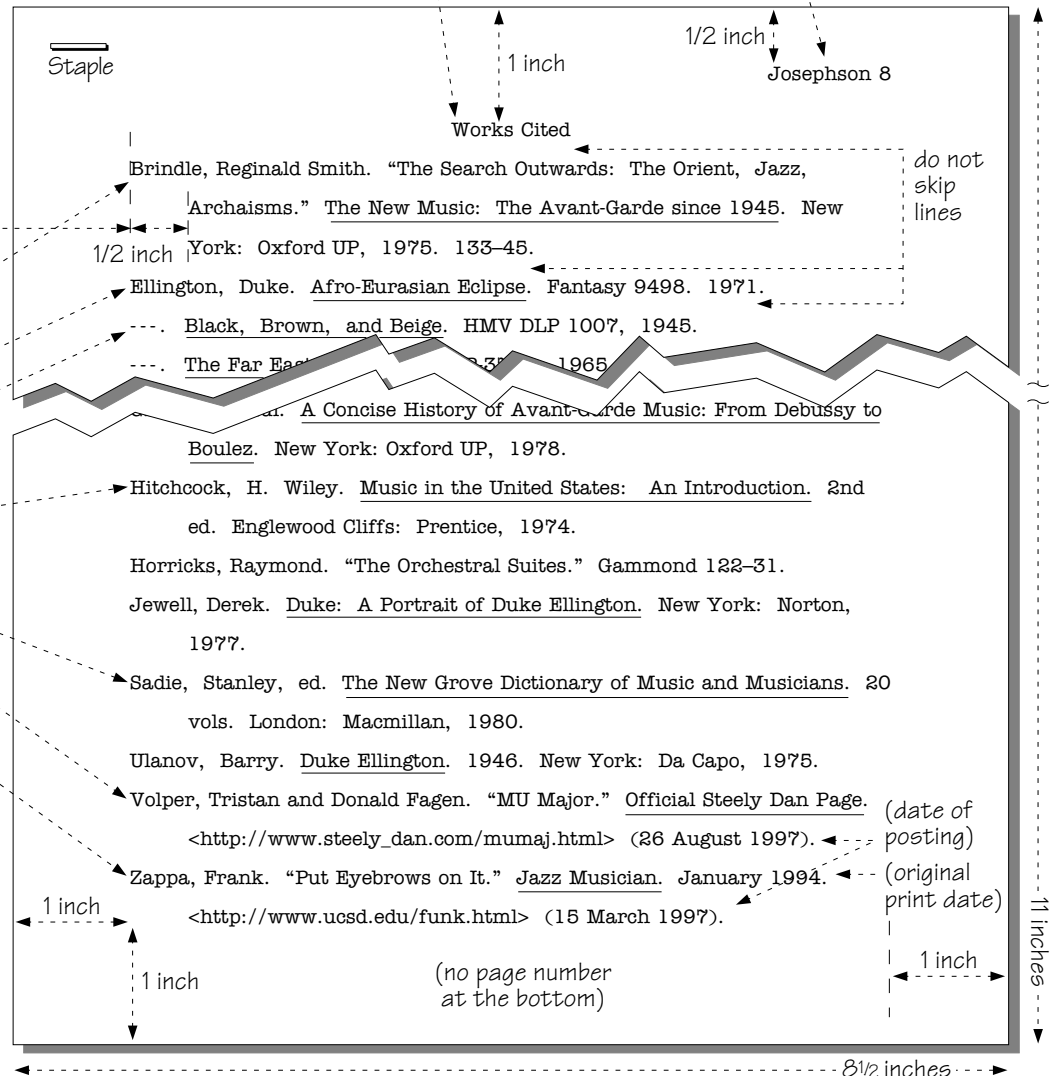 1/2 inch
Staple
1 inch
Josephson 8
Works Cited
do not
skip
lines
Brindle, Reginald Smith. “The Search Outwards: The Orient, Jazz,
Archaisms.” The New Music: The Avant-Garde since 1945. New
1/2 inch
York: Oxford UP, 1975. 133–45.
Ellington, Duke. Afro-Eurasian Eclipse. Fantasy 9498. 1971.
---. Black, Brown, and Beige. HMV DLP 1007, 1945.
---. The Far 1965
A Concise History of Avant-Garde Music: From Debussy to
Boulez. New York: Oxford UP, 1978.
Hitchcock, H. Wiley. Music in the United States: An Introduction. 2nd
ed. Englewood Cliffs: Prentice, 1974.
Horricks, Raymond. “The Orchestral Suites.” Gammond 122–31.
Jewell, Derek. Duke: A Portrait of Duke Ellington. New York: Norton,
1977.
Sadie, Stanley, ed. The New Grove Dictionary of Music and Musicians. 20
vols. London: Macmillan, 1980.
Ulanov, Barry. Duke Ellington. 1946. New York: Da Capo, 1975.
Volper, Tristan and Donald Fagen. “MU Major.” Official Steely Dan Page.
<http://www.steely_dan.com/mumaj.html> (26 August 1997).
(date of
posting)
Zappa, Frank. “Put Eyebrows on It.” Jazz Musician. January 1994.
<http://www.ucsd.edu/funk.html> (15 March 1997).
(original
print date)
1 inch
1 inch
(no page number
at the bottom)
1 inch
11 inches
8 1/2 inches